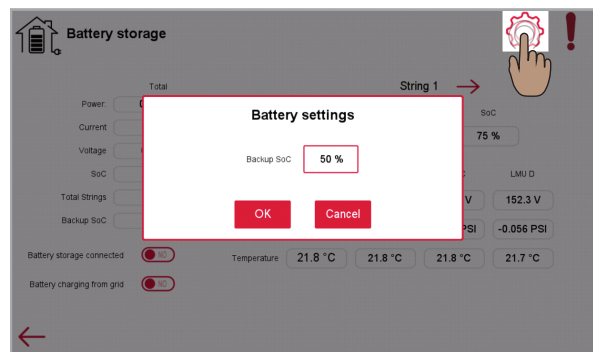 Battery storage
Total
String 1
Power:
SoC
Current
75 %
Voltage
SoC
LMU D
Total Strings
V
152.3 V
Backup SoC
PSI
-0.056 PSI
Battery settings
Backup SoC
50 %
OK
Cancel
Battery storage connected
NO
Temperature
21.8 °C
21.8 °C
21.8 °C
21.7 °C
Battery charging from grid
NO